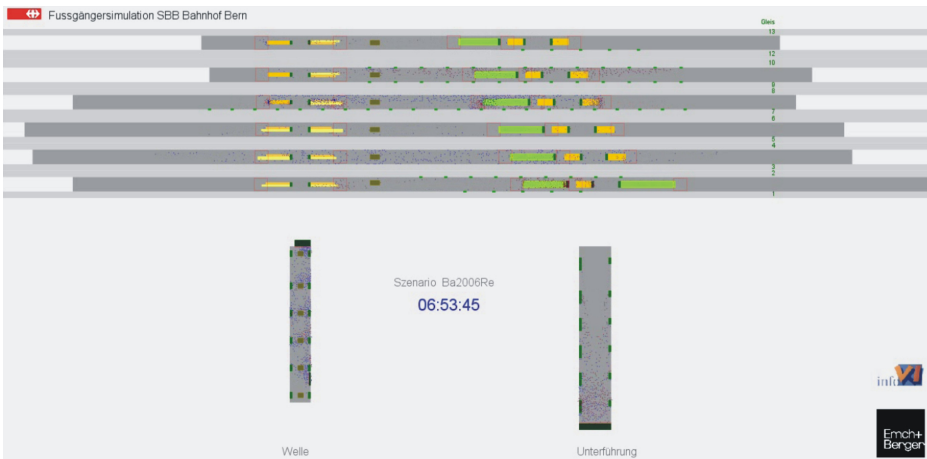 Fussgängersimulation SBB Bahnhof Bern
Gleis
13
12
10
9
8
7
6
5
4
3
2
1
Szenario Ba2006Re
06:53:45
Welle
Unterführung
info
Emch+
Berger